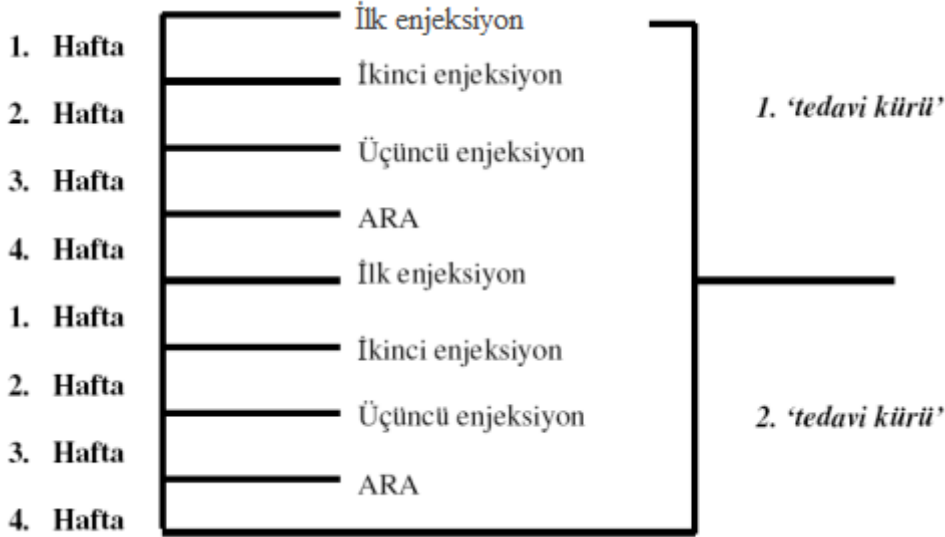 İlk enjeksiyon
1. Hafta
İkinci enjeksiyon
1. ‘tedavi kürü’
2. Hafta
Üçüncü enjeksiyon
3. Hafta
ARA
4. Hafta
İlk enjeksiyon
1. Hafta
İkinci enjeksiyon
2. Hafta
Üçüncü enjeksiyon
2. ‘tedavi kürü’
3. Hafta
ARA
4. Hafta